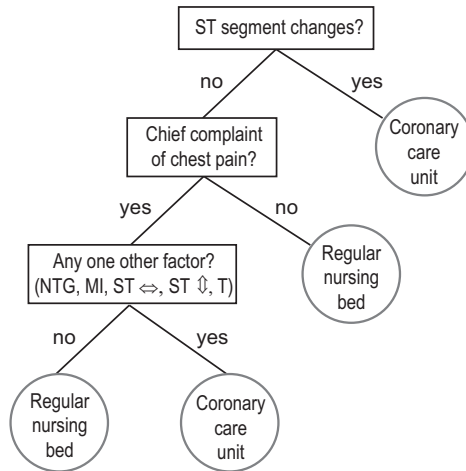 ST segment changes?
no
yes
Chief complaint
of chest pain?
Coronary
care
unit
yes
no
Any one other factor?
(NTG, MI, ST ⇔, ST ⇕, T)
Regular
nursing
bed
no
yes
Regular
nursing
bed
Coronary
care
unit